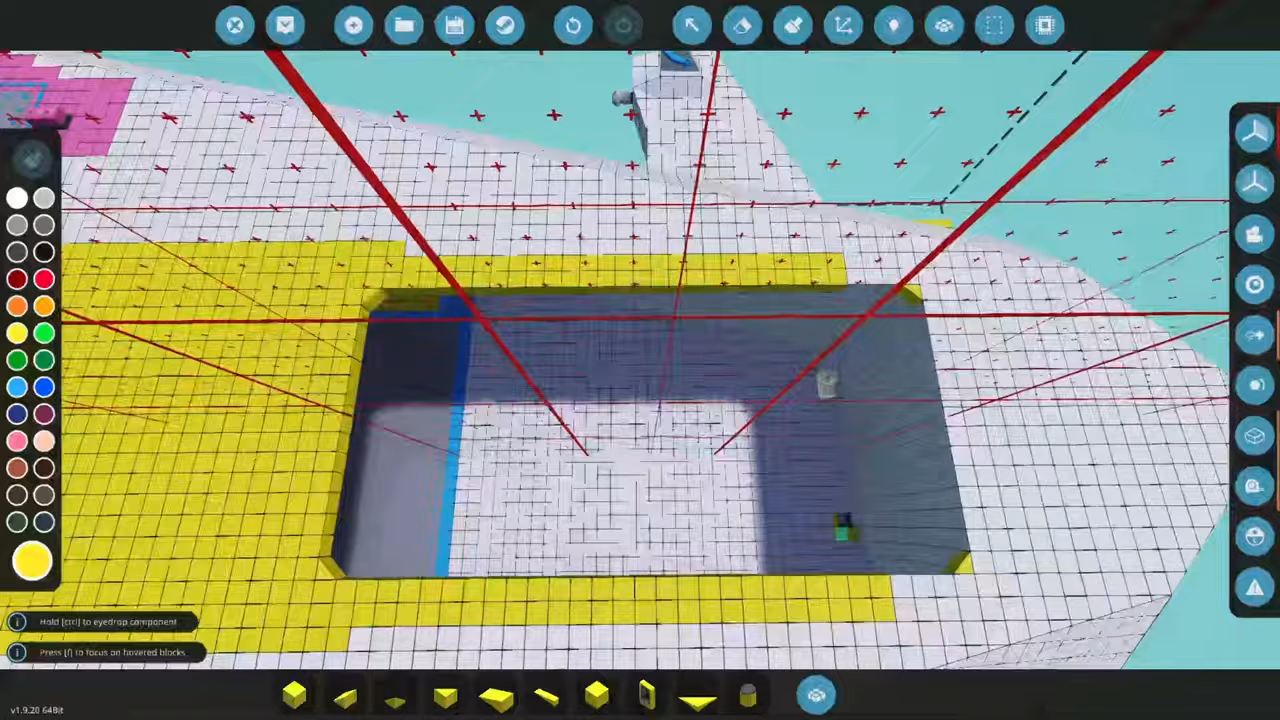 Hold [ctrl] to eyedrop component
Press [f] to focus on hovered blocks
v1.9.20 64Bit